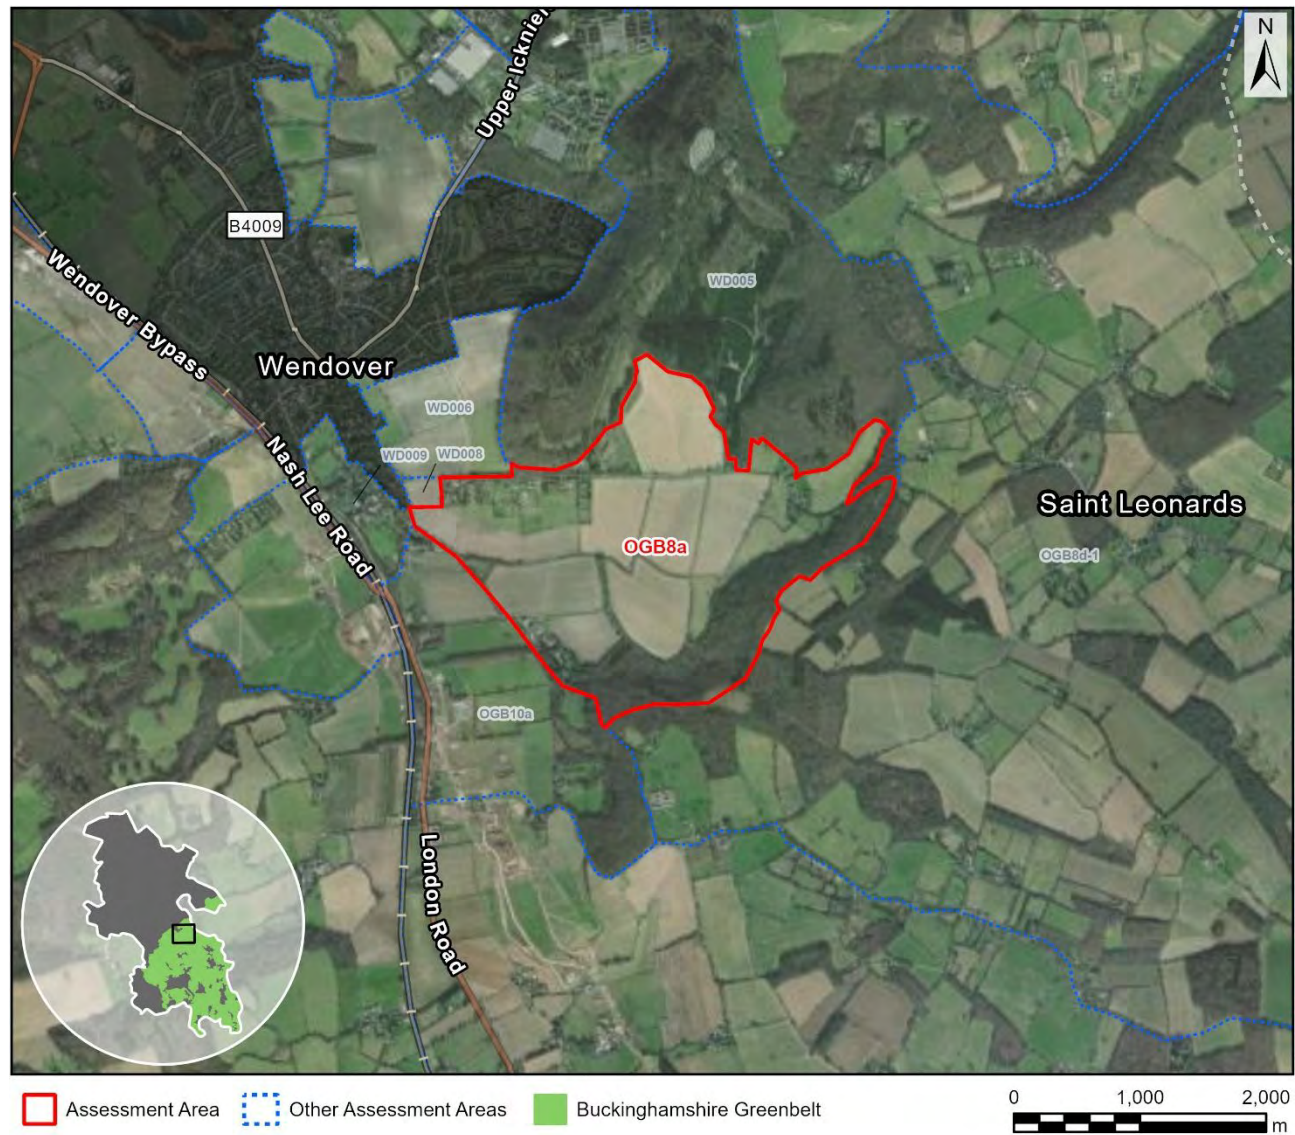 N
Upper Icknield
B4009
WD005
Wendover Bypass
Wendover
WD006
WD009
WD008
Nash Lee Road
Saint Leonards
OGB8a
OGB8d-1
OGB10a
London Road
Assessment Area
Other Assessment Areas
Buckinghamshire Greenbelt
0 1,000 2,000
m